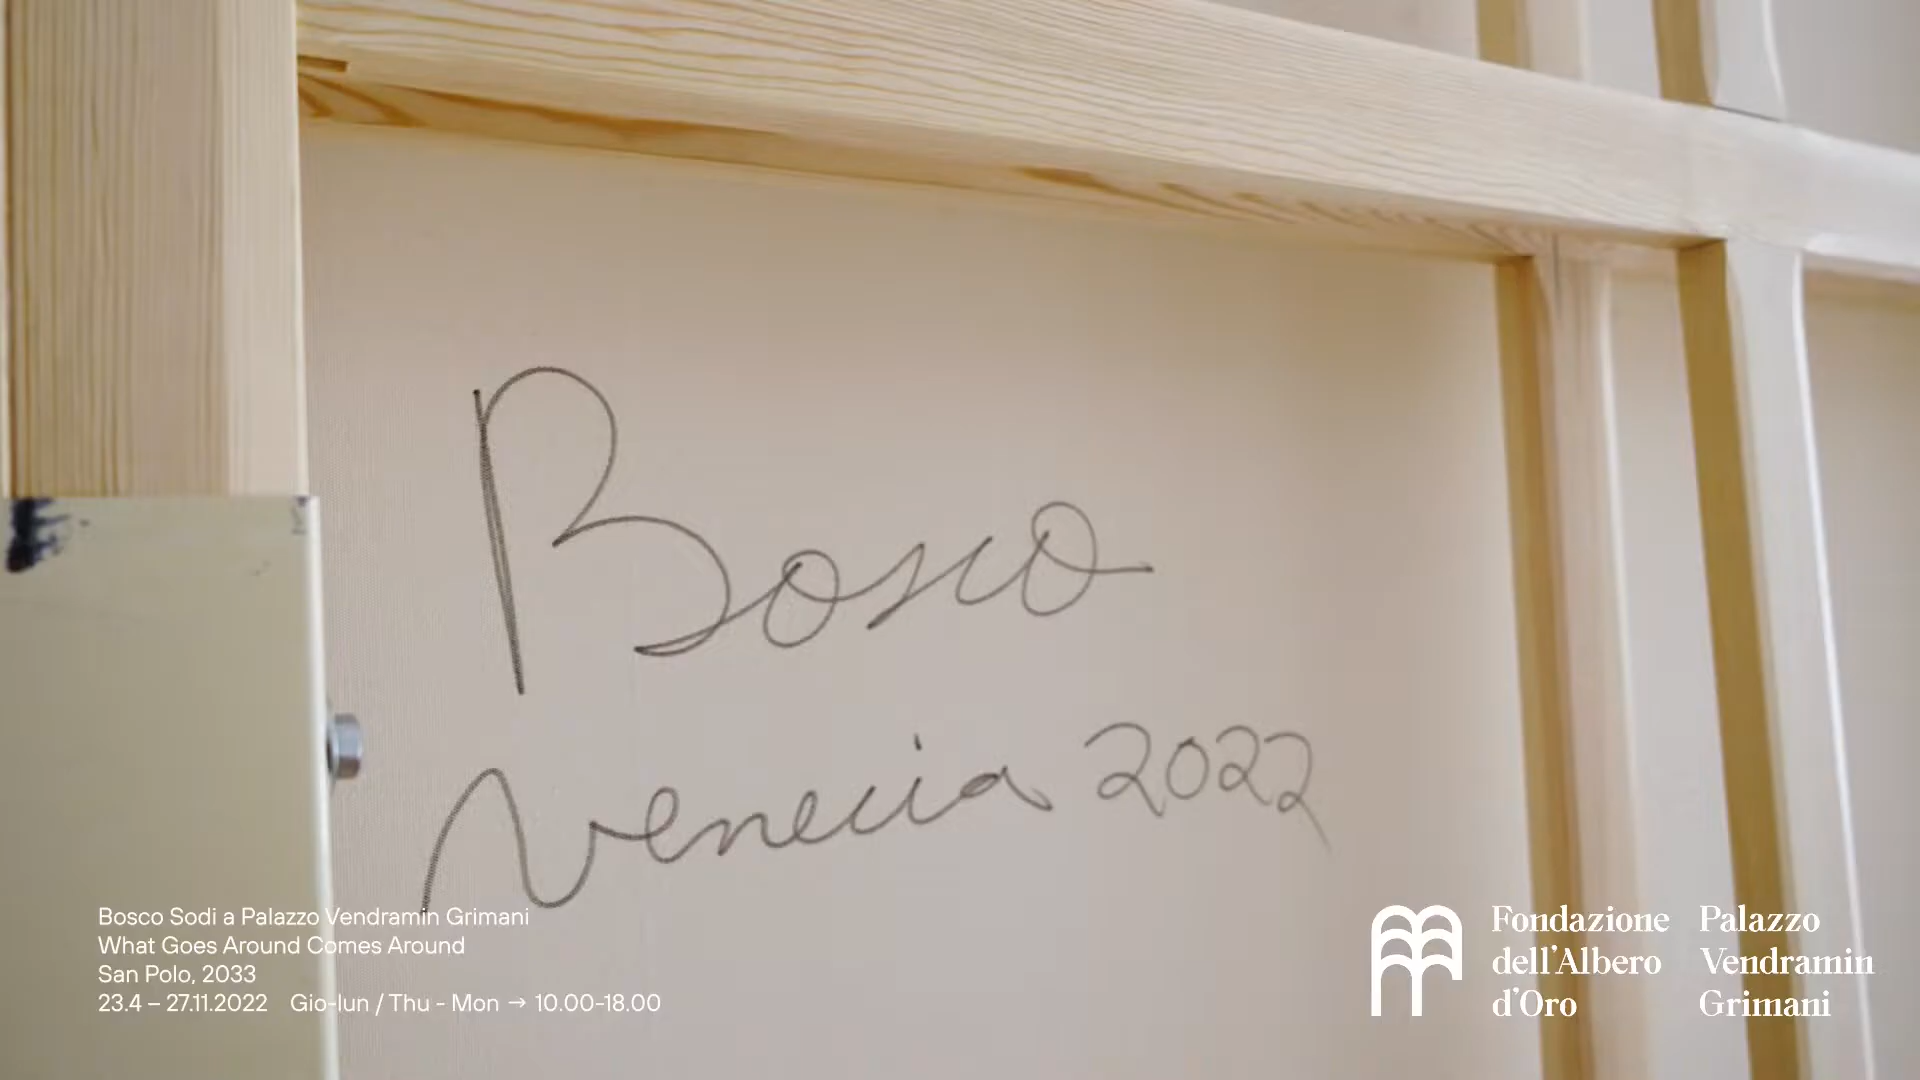 Bosco
Venecia 2022
Bosco Sodi a Palazzo Vendramin Grimani
What Goes Around Comes Around
San Polo, 2033
23.4 – 27.11.2022 Gio-lun / Thu - Mon → 10.00-18.00
Fondazione
dell'Albero
d'Oro
Palazzo
Vendramin
Grimani